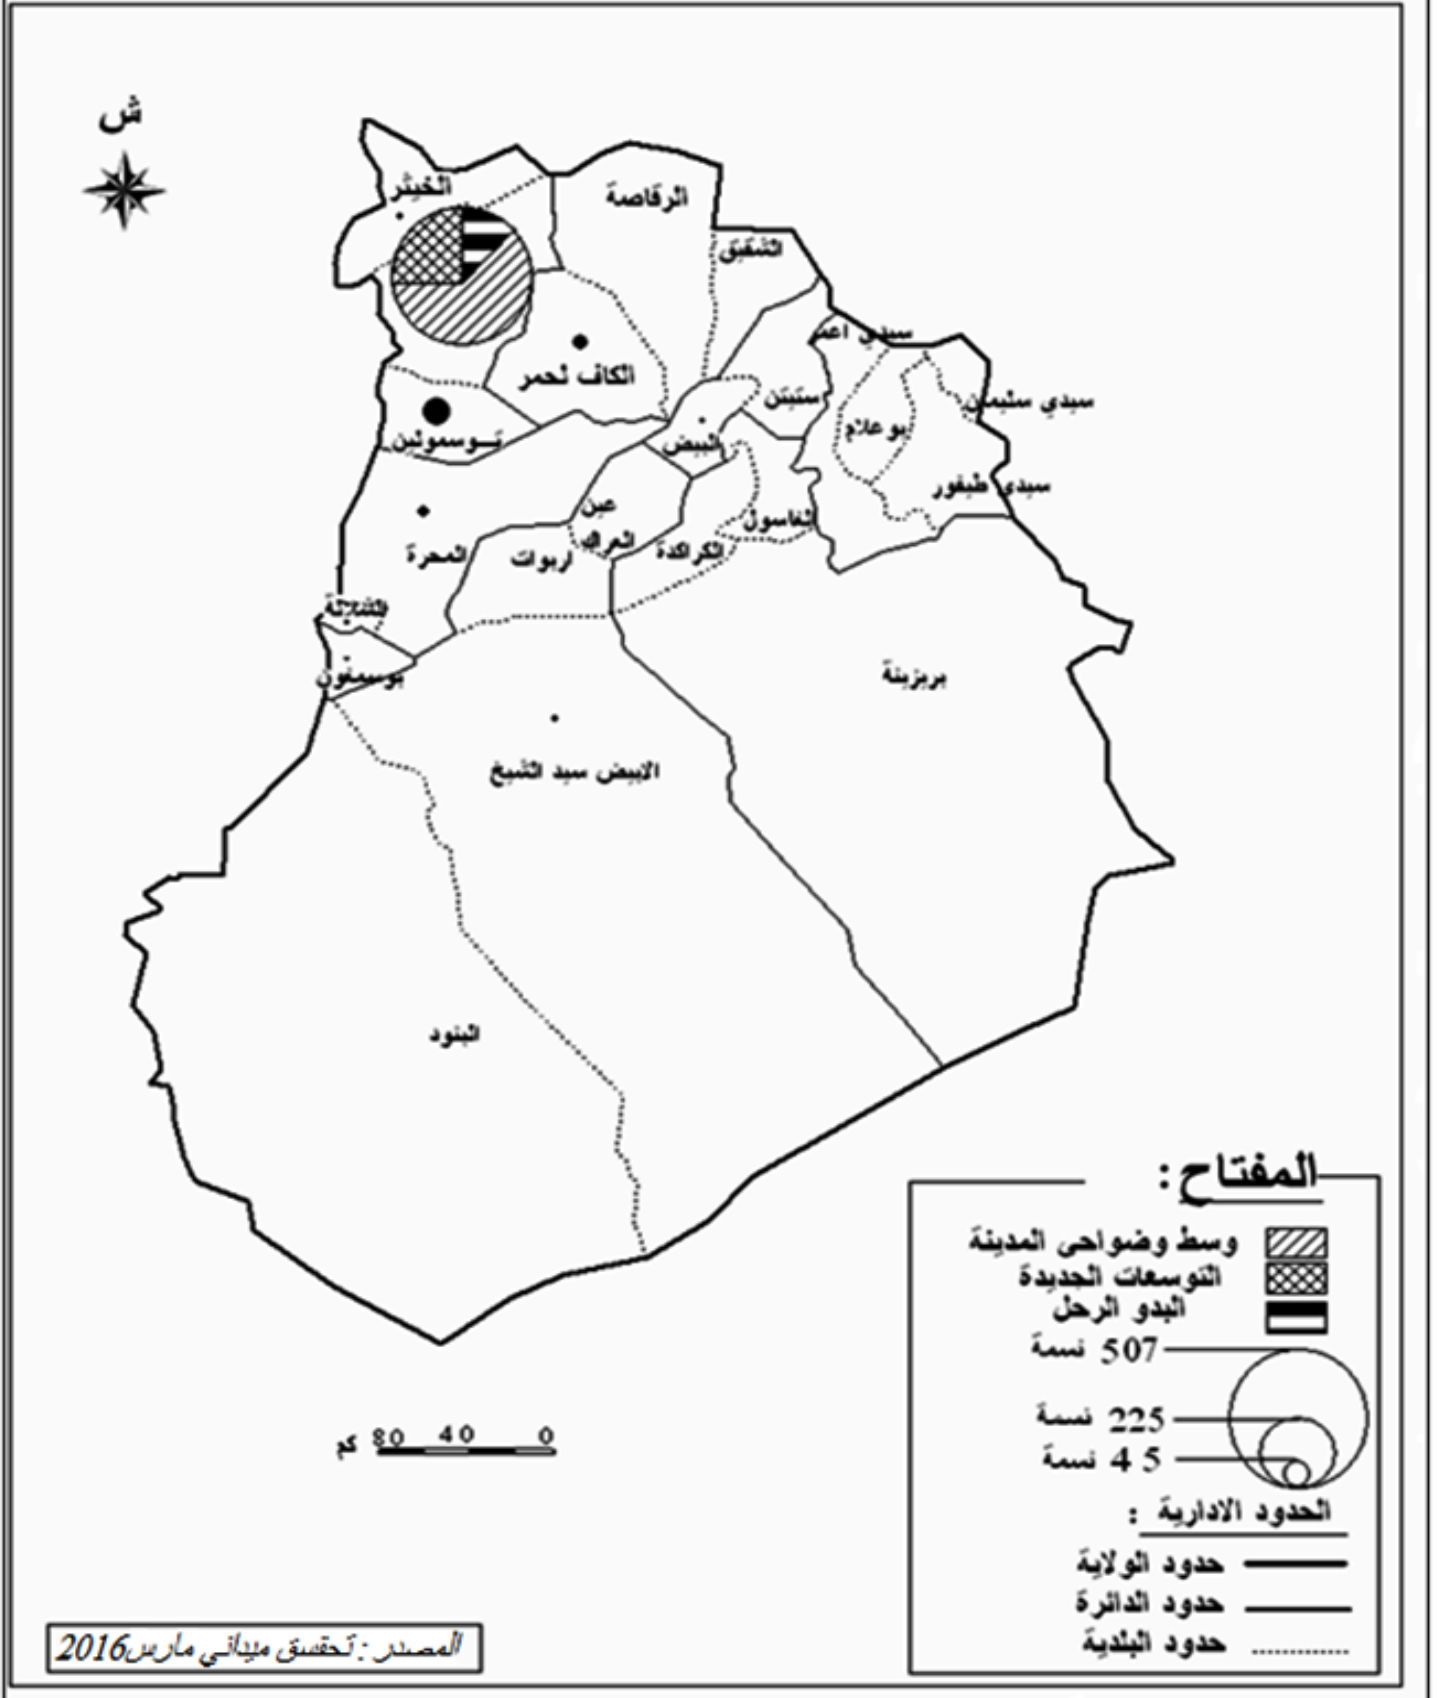 ش
الخيثر
الرقاصة
الشقيق
سيدي اعمر
الكاف لحمر
ستيتن
سيدي سليمان
بوعلام
توسمولين
البيض
سيدي طيفور
عين
العراك
الغاسول
المحرة
اربوات
الكراكدة
الشلالة
بوسمغون
بريزينة
الابيض سيد الشيخ
البنود
المفتاح :
وسط وضواحي المدينة
التوسعات الجديدة
البدو الرحل
507 نسمة
225 نسمة
45 نسمة
الحدود الادارية :
حدود الولاية
حدود الدائرة
حدود البلدية
0 40 80 كم
المصدر : تحقيق ميداني مارس2016